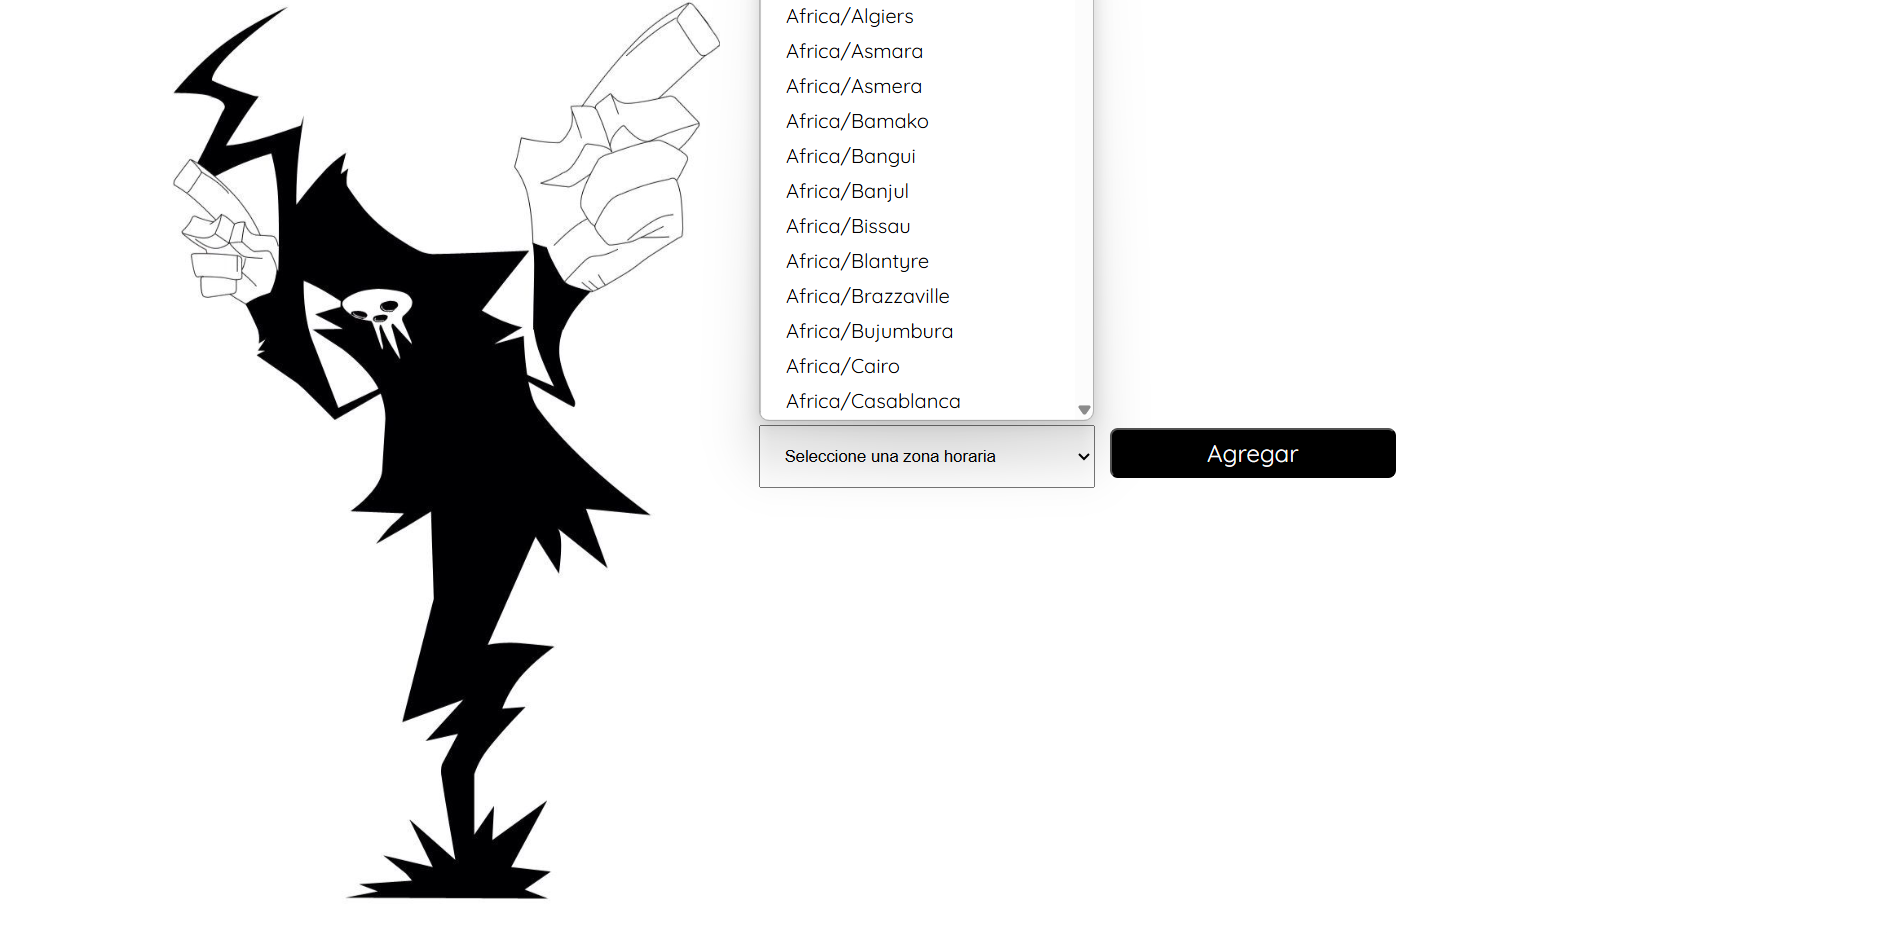 Africa/Algiers
Africa/Asmara
Africa/Asmera
Africa/Bamako
Africa/Bangui
Africa/Banjul
Africa/Bissau
Africa/Blantyre
Africa/Brazzaville
Africa/Bujumbura
Africa/Cairo
Africa/Casablanca
Seleccione una zona horaria
Agregar